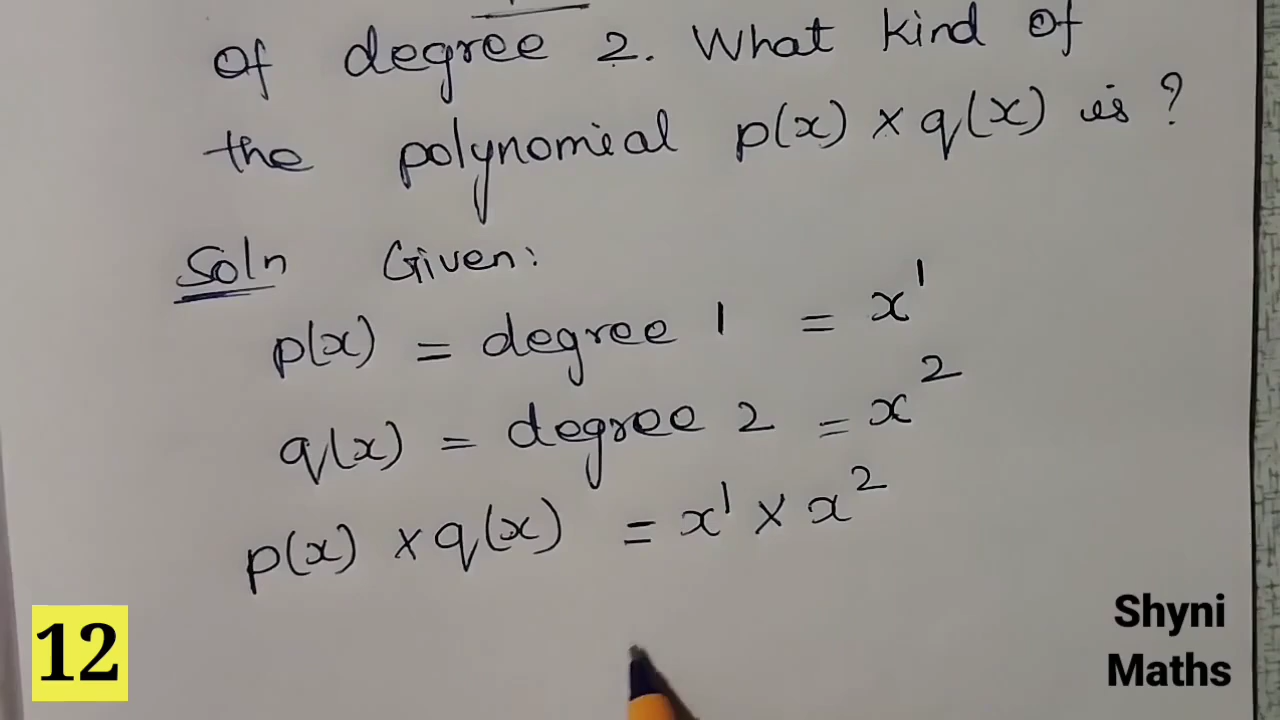 of degree 2. What kind of
the polynomial p(x) × q(x) is ?
Soln Given:
p(x) = degree 1 = x¹
q(x) = degree 2 = x²
p(x) × q(x) = x¹ × x²
12
Shyni
Maths